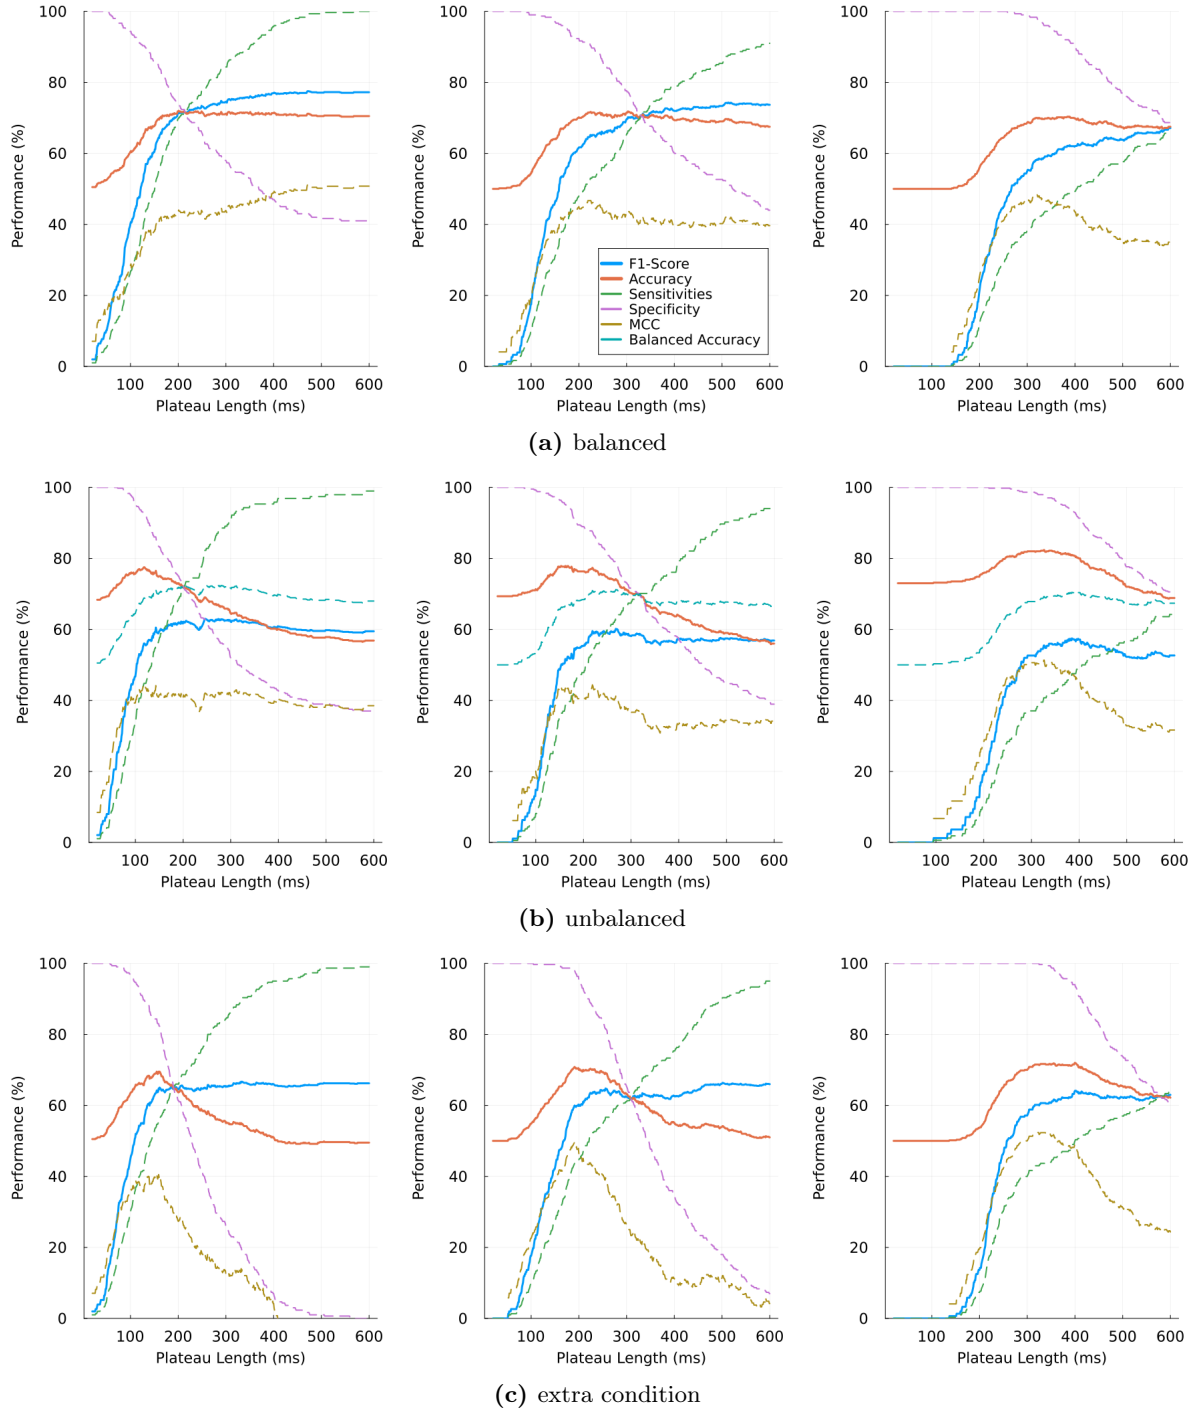 100
80
60
40
20
0
Performance (%)
100 200 300 400 500 600
Plateau Length (ms)
100
80
60
40
20
0
Performance (%)
100 200 300 400 500 600
Plateau Length (ms)
F1-Score
Accuracy
Sensitivities
Specificity
MCC
Balanced Accuracy
100
80
60
40
20
0
Performance (%)
100 200 300 400 500 600
Plateau Length (ms)
(a) balanced
100
80
60
40
20
0
Performance (%)
100 200 300 400 500 600
Plateau Length (ms)
100
80
60
40
20
0
Performance (%)
100 200 300 400 500 600
Plateau Length (ms)
100
80
60
40
20
0
Performance (%)
100 200 300 400 500 600
Plateau Length (ms)
(b) unbalanced
100
80
60
40
20
0
Performance (%)
100 200 300 400 500 600
Plateau Length (ms)
100
80
60
40
20
0
Performance (%)
100 200 300 400 500 600
Plateau Length (ms)
100
80
60
40
20
0
Performance (%)
100 200 300 400 500 600
Plateau Length (ms)
(c) extra condition